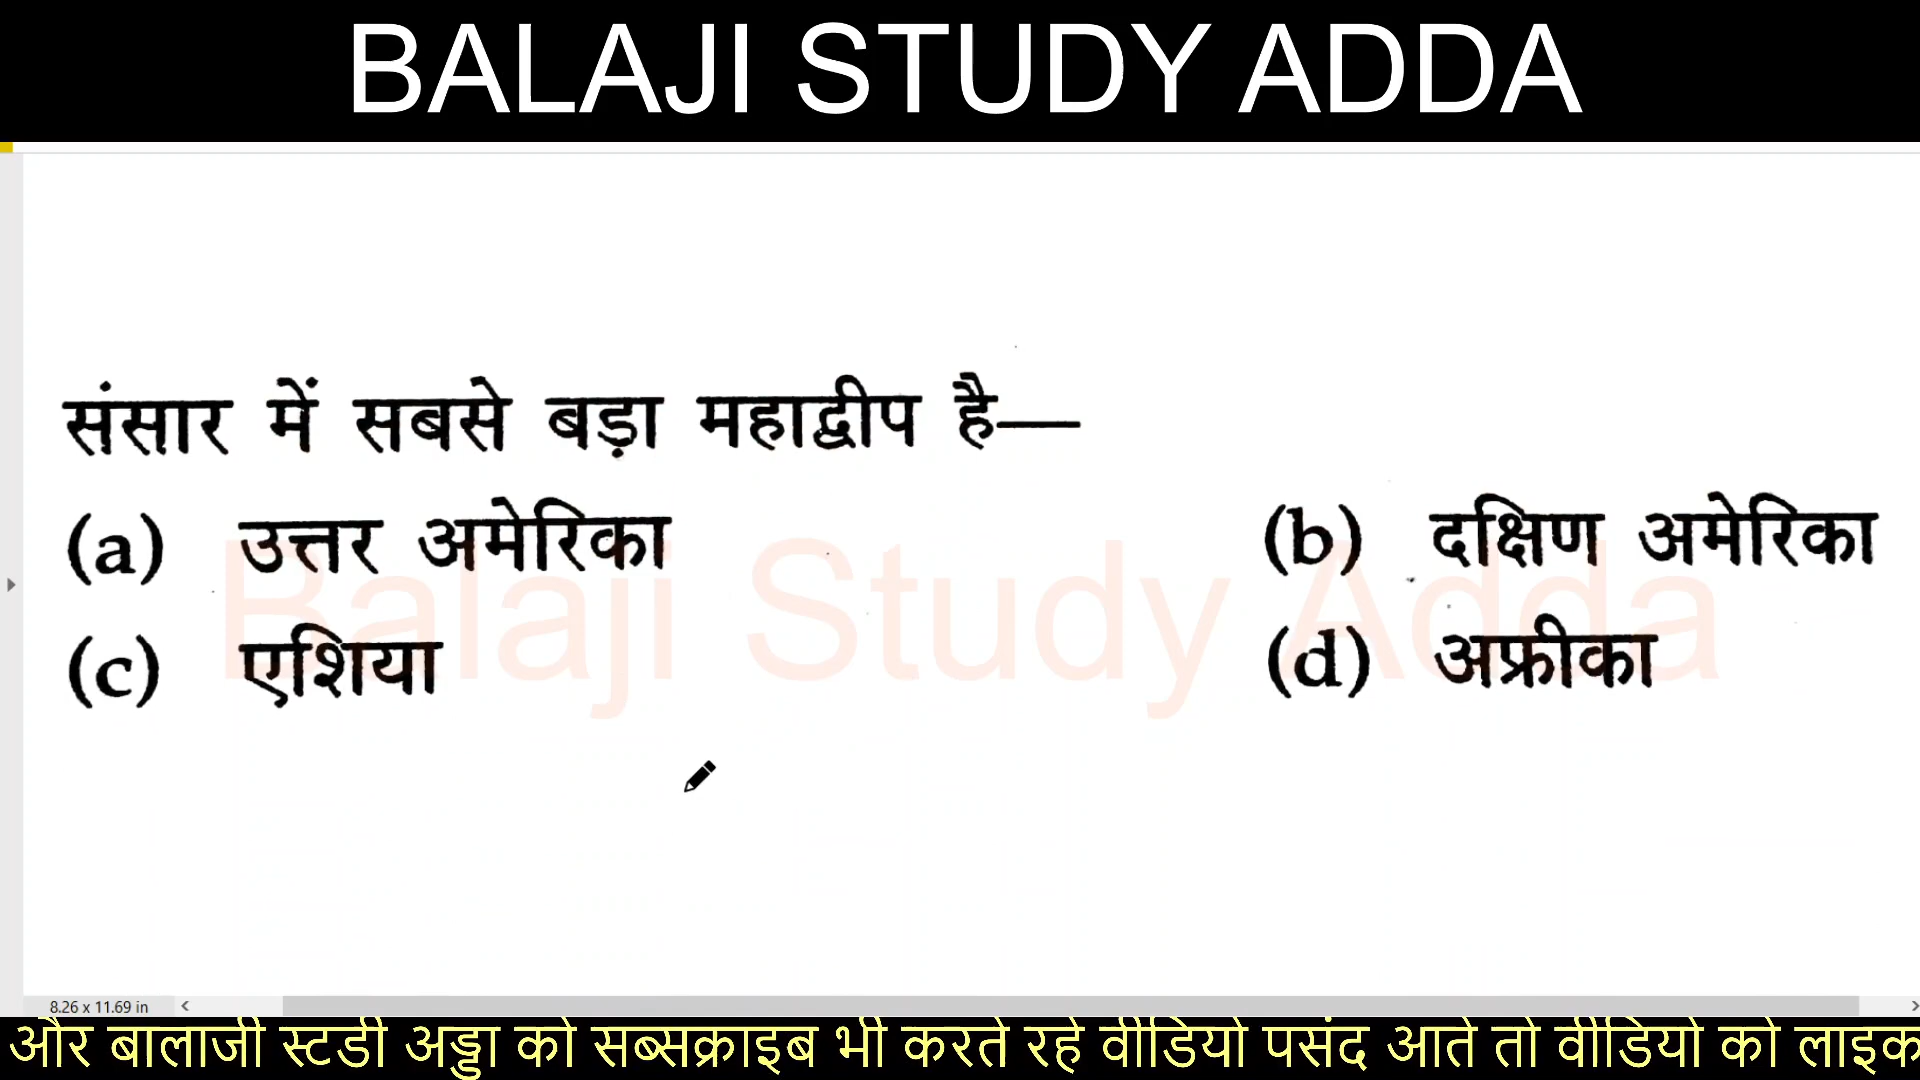 BALAJI STUDY ADDA
संसार में सबसे बड़ा महाद्वीप है—
(a) उत्तर अमेरिका (b) दक्षिण अमेरिका
(c) एशिया (d) अफ्रीका
Balaji Study Adda
8.26 x 11.69 in
और बालाजी स्टडी अड्डा को सब्सक्राइब भी करते रहे वीडियो पसंद आते तो वीडियो को लाइक